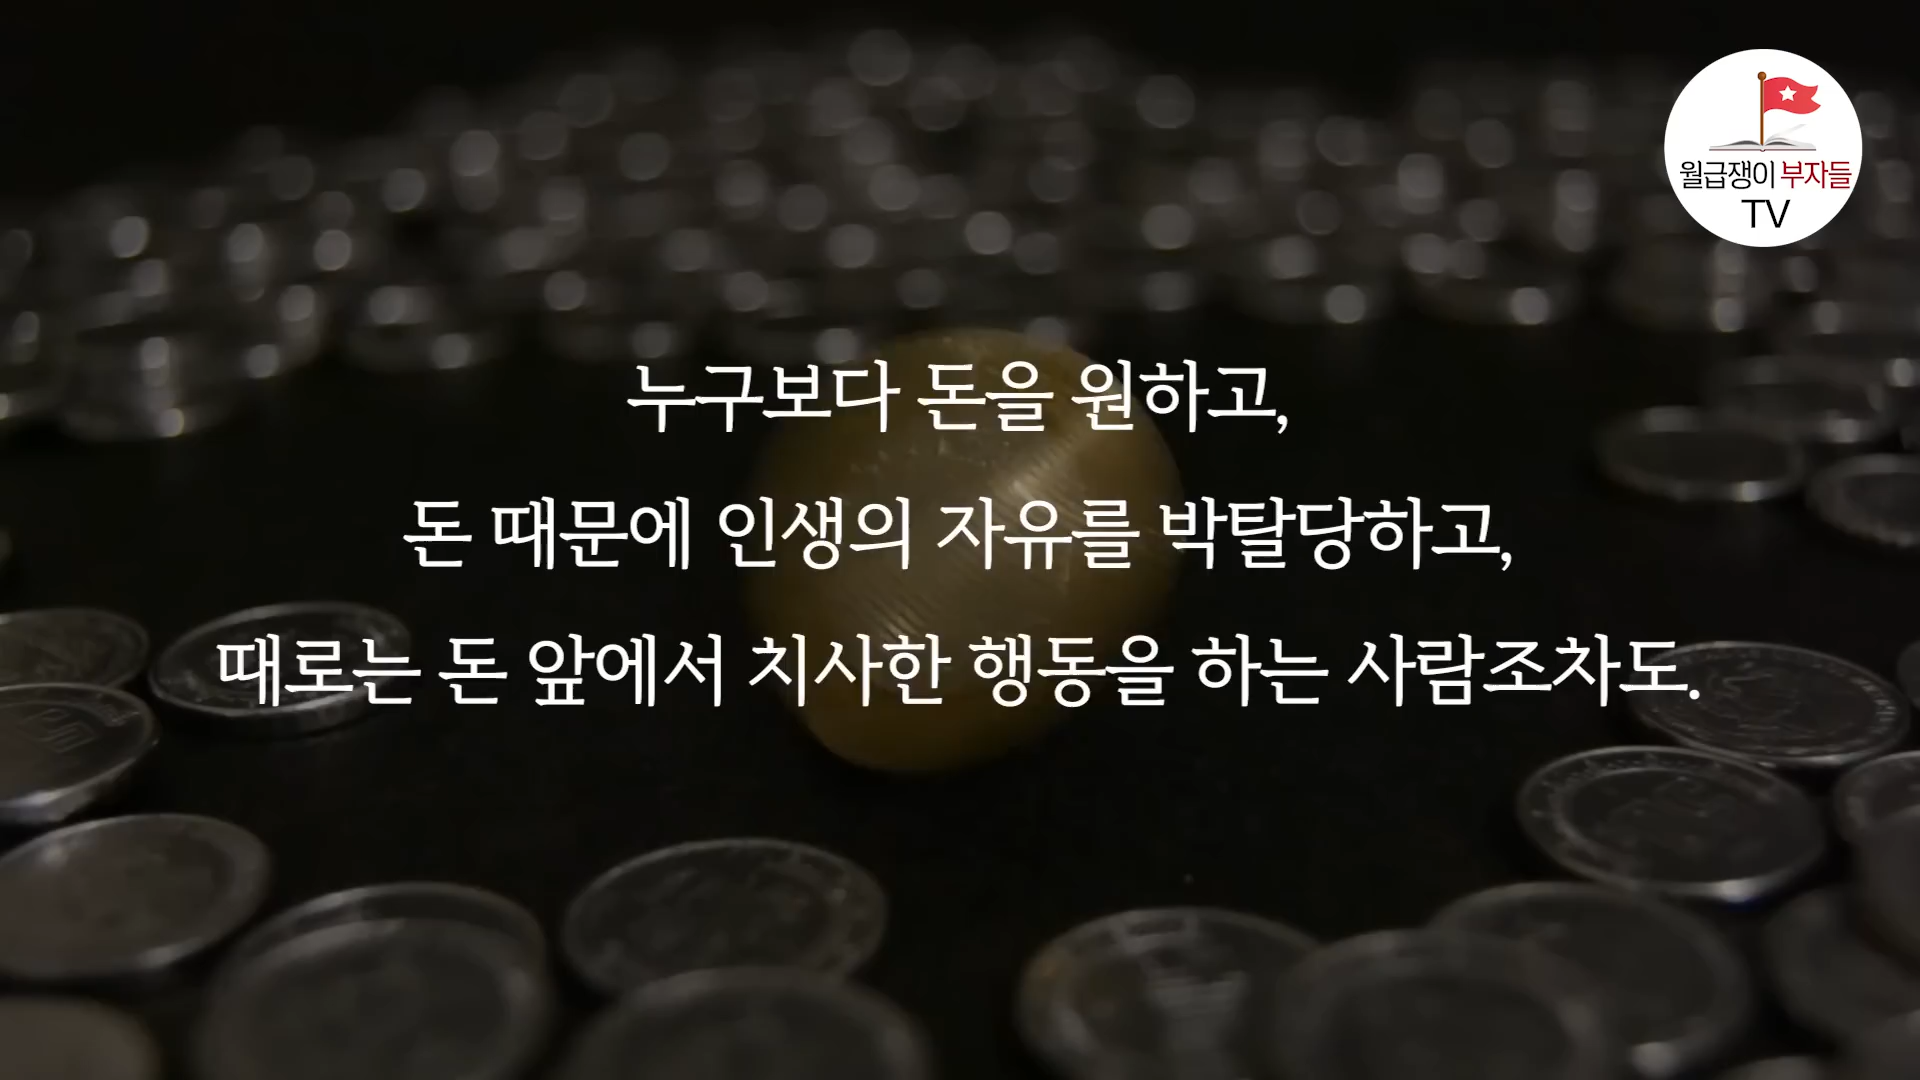 월급쟁이 부자들
TV
누구보다 돈을 원하고,
돈 때문에 인생의 자유를 박탈당하고,
때로는 돈 앞에서 치사한 행동을 하는 사람조차도.